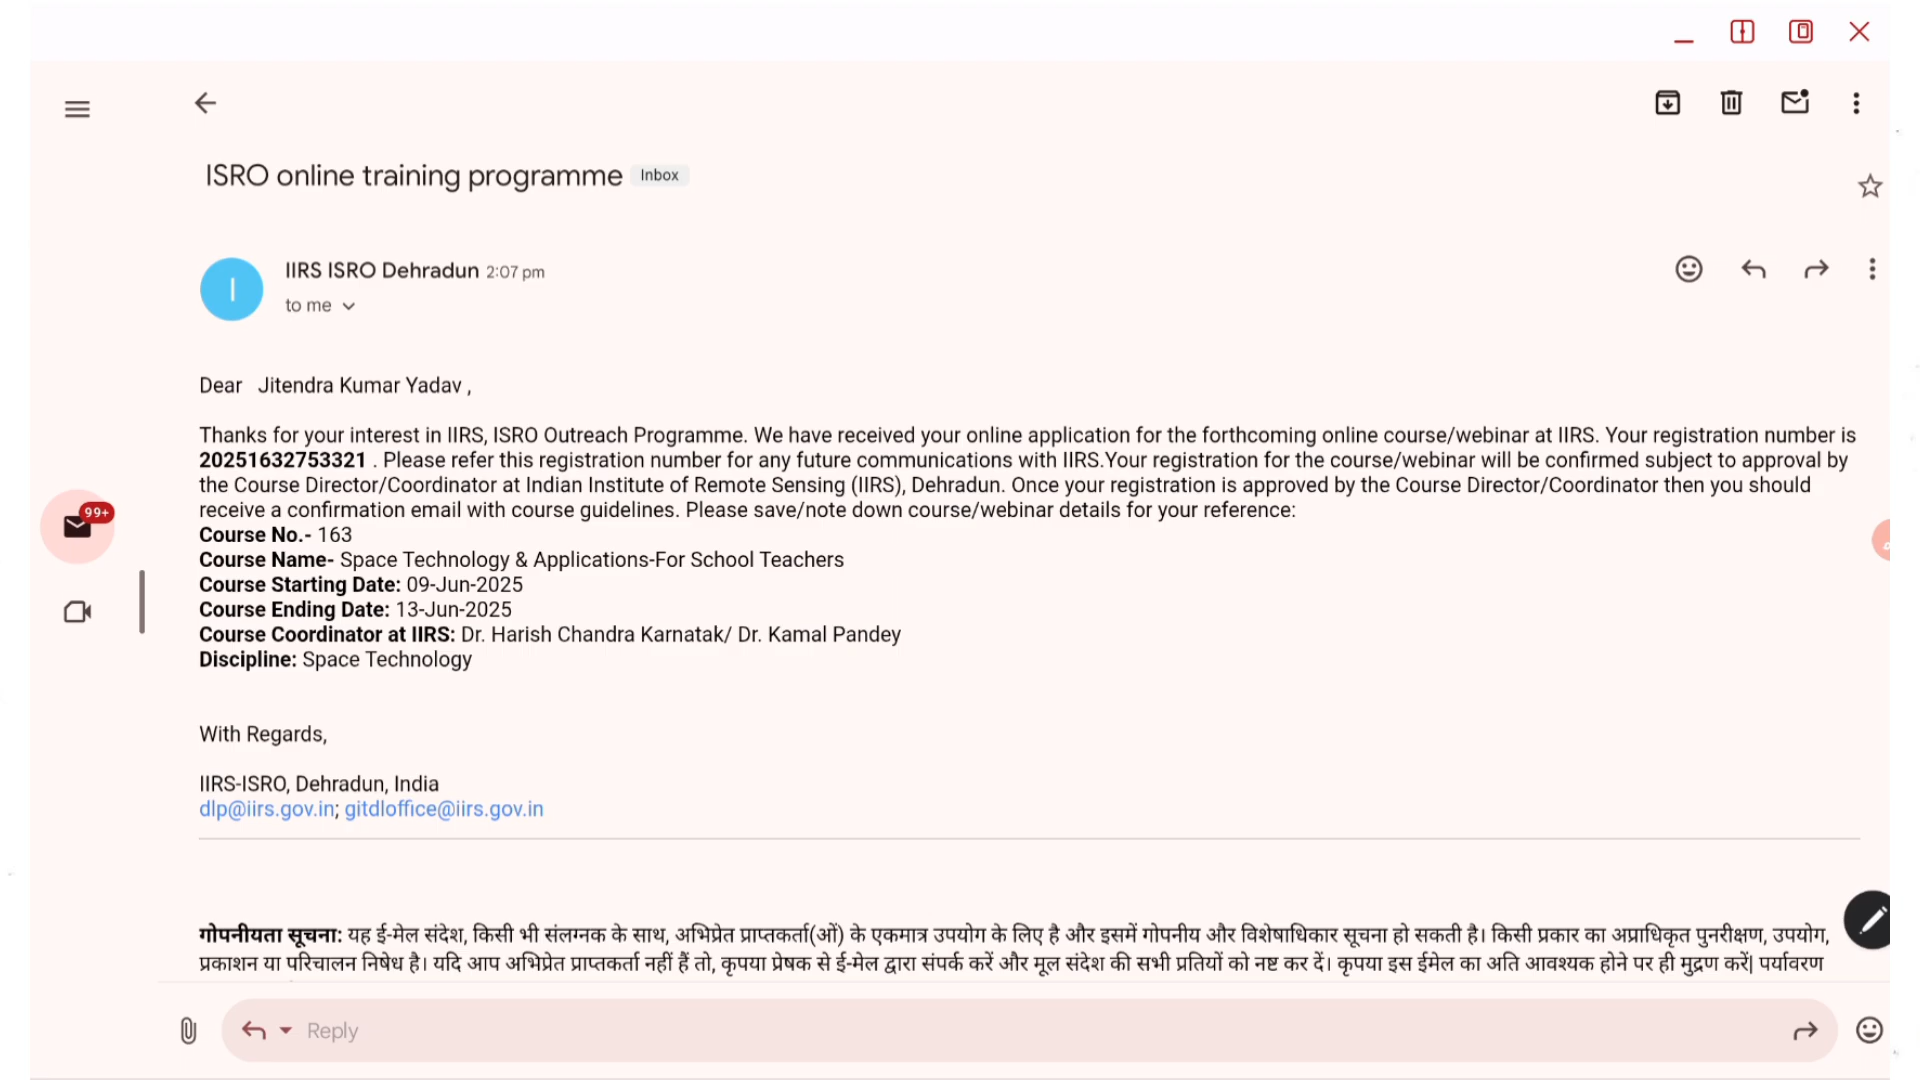 ISRO online training programme Inbox
IIRS ISRO Dehradun 2:07 pm
to me
I
Dear Jitendra Kumar Yadav ,
Thanks for your interest in IIRS, ISRO Outreach Programme. We have received your online application for the forthcoming online course/webinar at IIRS. Your registration number is
20251632753321 . Please refer this registration number for any future communications with IIRS.Your registration for the course/webinar will be confirmed subject to approval by
the Course Director/Coordinator at Indian Institute of Remote Sensing (IIRS), Dehradun. Once your registration is approved by the Course Director/Coordinator then you should
receive a confirmation email with course guidelines. Please save/note down course/webinar details for your reference:
99+
Course No.- 163
Course Name- Space Technology & Applications-For School Teachers
Course Starting Date: 09-Jun-2025
Course Ending Date: 13-Jun-2025
Course Coordinator at IIRS: Dr. Harish Chandra Karnatak/ Dr. Kamal Pandey
Discipline: Space Technology
With Regards,
IIRS-ISRO, Dehradun, India
dlp@iirs.gov.in; gitdloffice@iirs.gov.in
गोपनीयता सूचना: यह ई-मेल संदेश, किसी भी संलग्नक के साथ, अभिप्रेत प्राप्तकर्ता(ओं) के एकमात्र उपयोग के लिए है और इसमें गोपनीय और विशेषाधिकार सूचना हो सकती है। किसी प्रकार का अप्राधिकृत पुनरीक्षण, उपयोग,
प्रकाशन या परिचालन निषेध है। यदि आप अभिप्रेत प्राप्तकर्ता नहीं हैं तो, कृपया प्रेषक से ई-मेल द्वारा संपर्क करें और मूल संदेश की सभी प्रतियों को नष्ट कर दें। कृपया इस ईमेल का अति आवश्यक होने पर ही मुद्रण करें| पर्यावरण
Reply